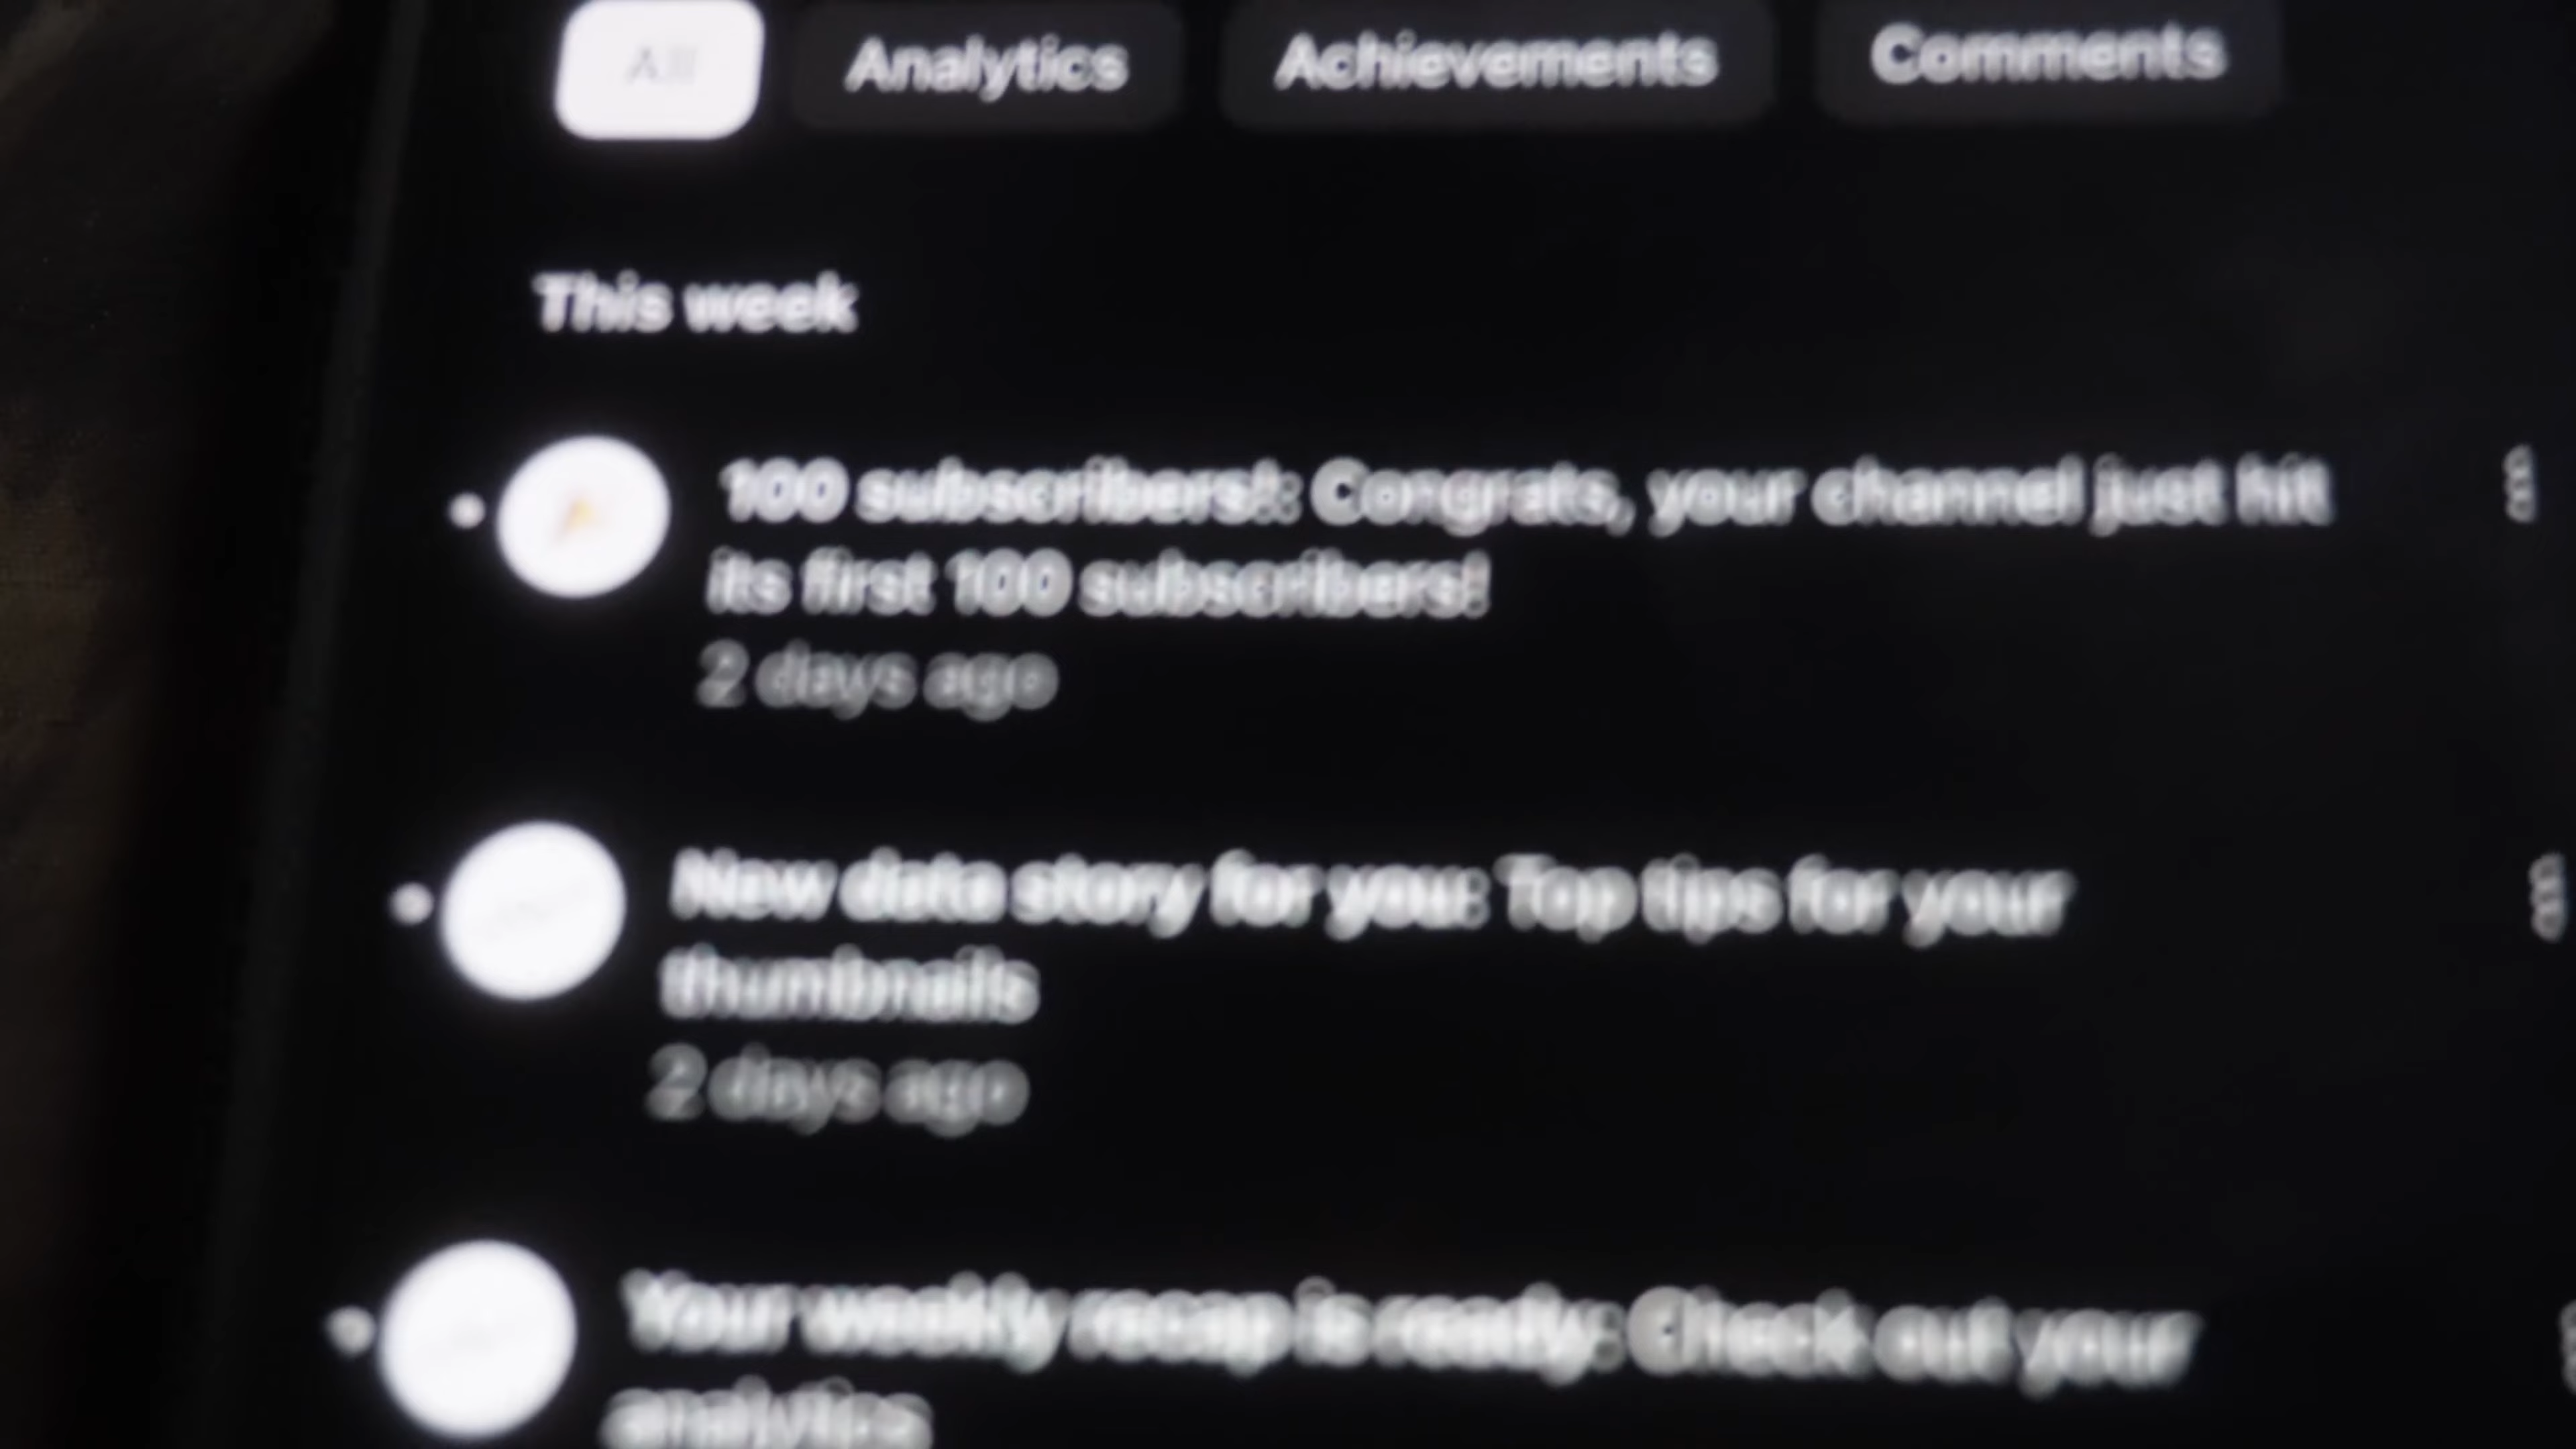 All
Analytics
Achievements
Comments
This week
100 subscribers!: Congrats, your channel just hit
its first 100 subscribers!
2 days ago
New data story for you: Top tips for your
thumbnails
2 days ago
Your weekly recap is ready: Check out your
analytics